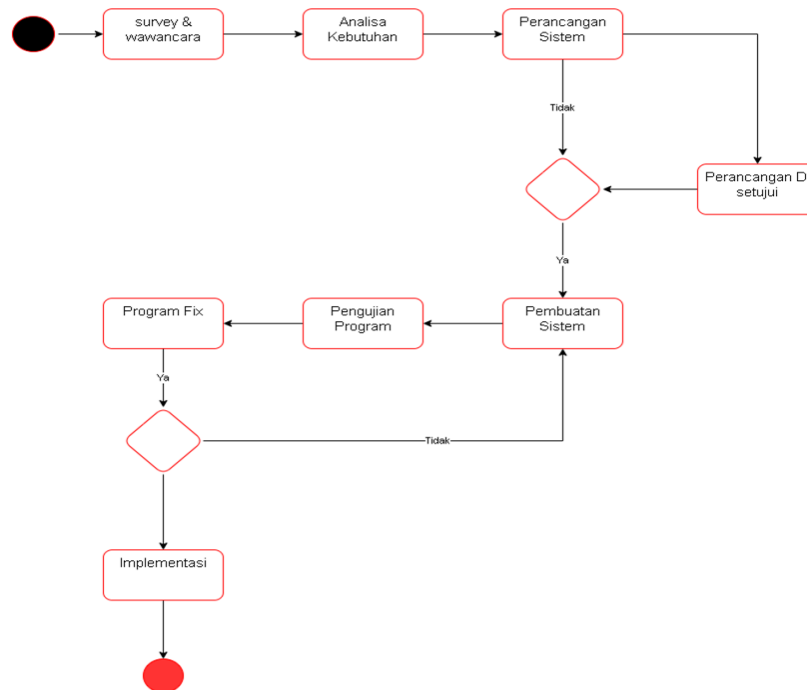 survey &
wawancara
Analisa
Kebutuhan
Perancangan
Sistem
Tidak
Perancangan D
setujui
Ya
Program Fix
Pengujian
Program
Pembuatan
Sistem
Ya
Tidak
Implementasi